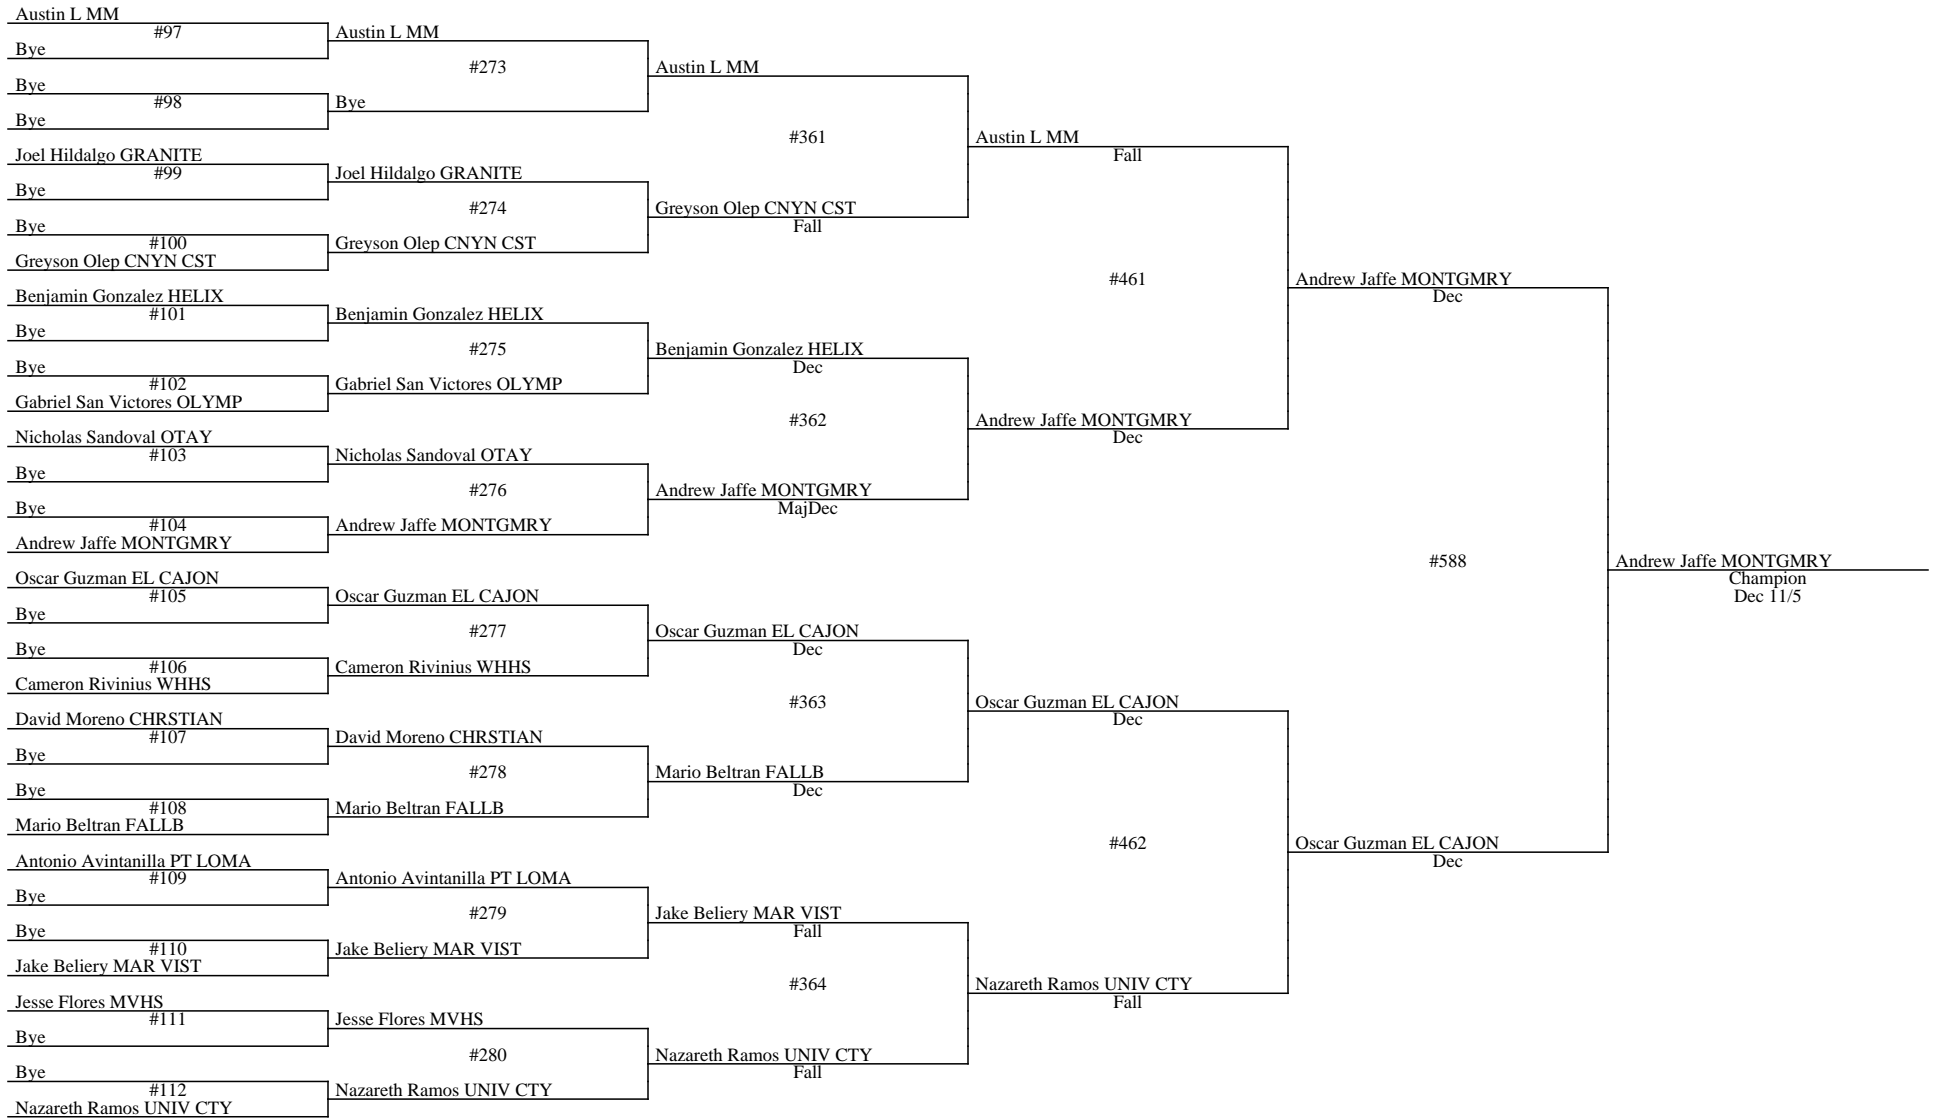 Austin L MM
#97
Bye
Bye
#98
Bye
Joel Hildalgo GRANITE
#99
Bye
Bye
#100
Greyson Olep CNYN CST
Benjamin Gonzalez HELIX
#101
Bye
Bye
#102
Gabriel San Victores OLYMP
Nicholas Sandoval OTAY
#103
Bye
Bye
#104
Andrew Jaffe MONTGMRY
Oscar Guzman EL CAJON
#105
Bye
Bye
#106
Cameron Rivinius WHHS
David Moreno CHRSTIAN
#107
Bye
Bye
#108
Mario Beltran FALLB
Antonio Avintanilla PT LOMA
#109
Bye
Bye
#110
Jake Beliery MAR VIST
Jesse Flores MVHS
#111
Bye
Bye
#112
Nazareth Ramos UNIV CTY
Austin L MM
#273
Bye
Joel Hildalgo GRANITE
#274
Greyson Olep CNYN CST
Benjamin Gonzalez HELIX
#275
Gabriel San Victores OLYMP
Nicholas Sandoval OTAY
#276
Andrew Jaffe MONTGMRY
Oscar Guzman EL CAJON
#277
Cameron Rivinius WHHS
David Moreno CHRSTIAN
#278
Mario Beltran FALLB
Antonio Avintanilla PT LOMA
#279
Jake Beliery MAR VIST
Jesse Flores MVHS
#280
Nazareth Ramos UNIV CTY
Austin L MM
#361
Greyson Olep CNYN CST
Fall
Benjamin Gonzalez HELIX
Dec
#362
Andrew Jaffe MONTGMRY
MajDec
Oscar Guzman EL CAJON
Dec
#363
Mario Beltran FALLB
Dec
Jake Beliery MAR VIST
Fall
#364
Nazareth Ramos UNIV CTY
Fall
Austin L MM
Fall
#461
Andrew Jaffe MONTGMRY
Dec
Oscar Guzman EL CAJON
Dec
#462
Nazareth Ramos UNIV CTY
Fall
Andrew Jaffe MONTGMRY
Dec
#588
Oscar Guzman EL CAJON
Dec
Andrew Jaffe MONTGMRY
Champion
Dec 11/5